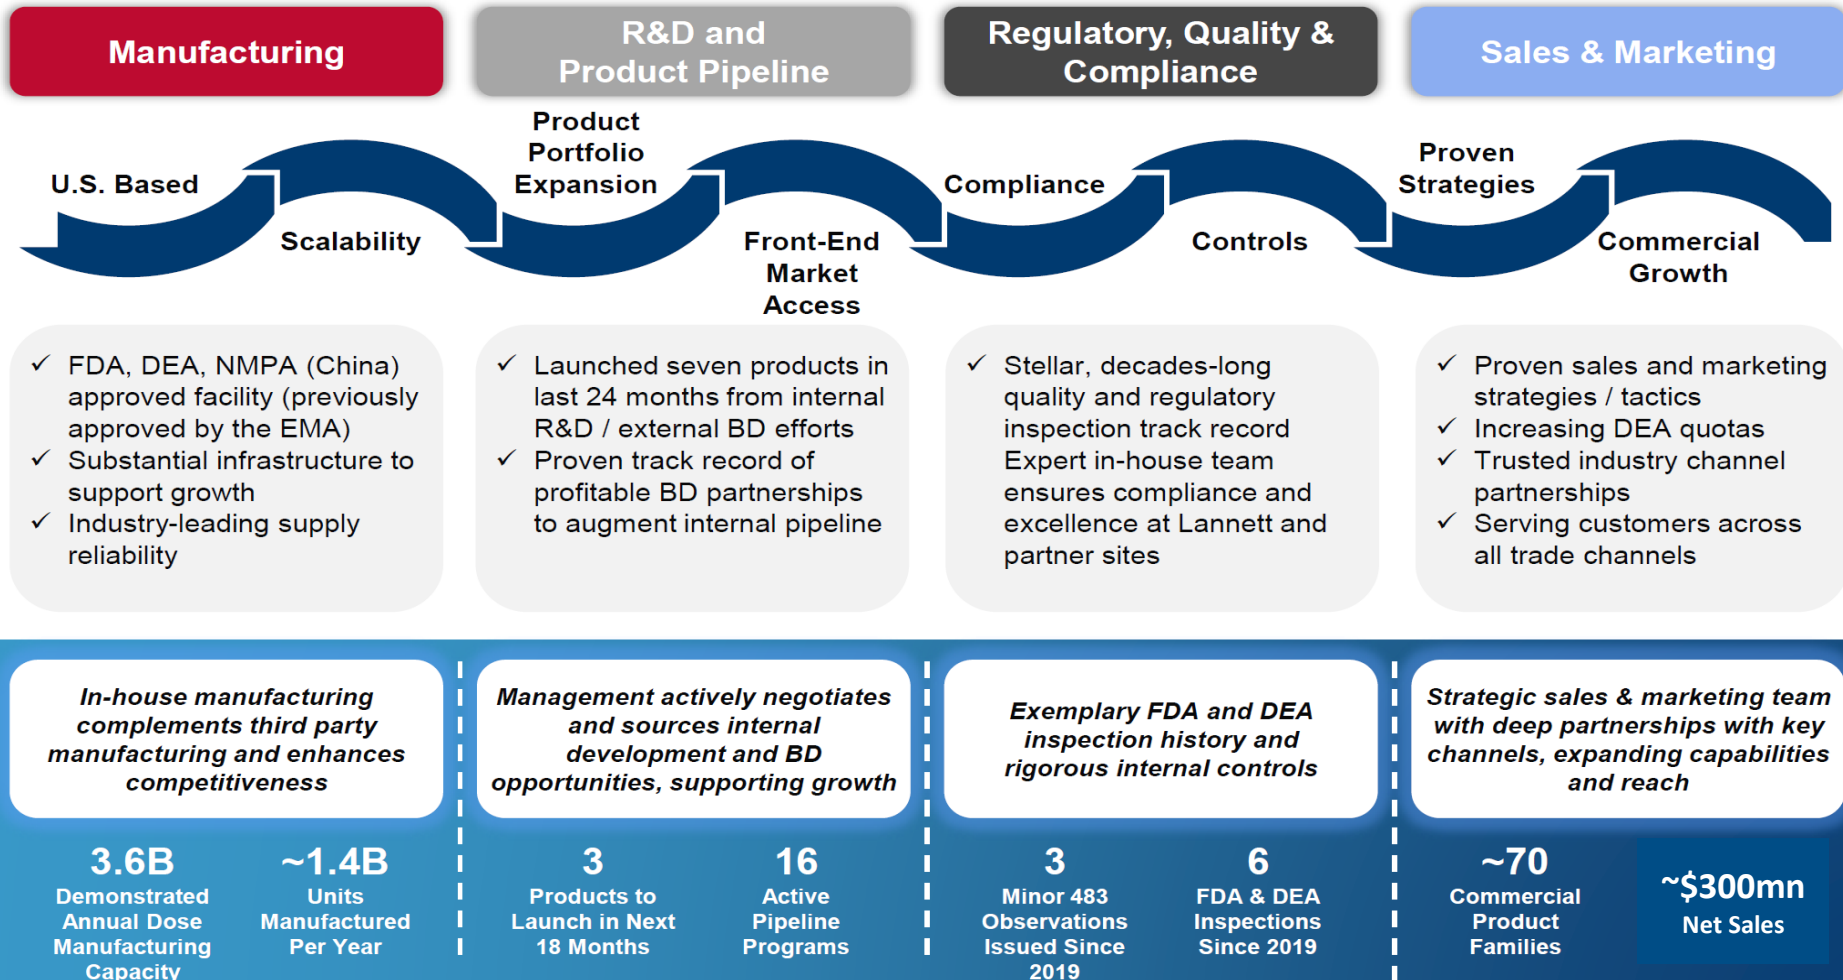 Manufacturing
R&D and
Product Pipeline
Regulatory, Quality &
Compliance
Sales & Marketing
U.S. Based
Scalability
Product
Portfolio
Expansion
Front-End
Market
Access
Compliance
Controls
Proven
Strategies
Commercial
Growth
✓ FDA, DEA, NMPA (China)
approved facility (previously
approved by the EMA)
✓ Substantial infrastructure to
support growth
✓ Industry-leading supply
reliability
✓ Launched seven products in
last 24 months from internal
R&D / external BD efforts
✓ Proven track record of
profitable BD partnerships
to augment internal pipeline
✓ Stellar, decades-long
quality and regulatory
inspection track record
Expert in-house team
ensures compliance and
excellence at Lannett and
partner sites
✓ Proven sales and marketing
strategies / tactics
✓ Increasing DEA quotas
✓ Trusted industry channel
partnerships
✓ Serving customers across
all trade channels
In-house manufacturing
complements third party
manufacturing and enhances
competitiveness
Management actively negotiates
and sources internal
development and BD
opportunities, supporting growth
Exemplary FDA and DEA
inspection history and
rigorous internal controls
Strategic sales & marketing team
with deep partnerships with key
channels, expanding capabilities
and reach
3.6B
Demonstrated
Annual Dose
Manufacturing
Capacity
~1.4B
Units
Manufactured
Per Year
3
Products to
Launch in Next
18 Months
16
Active
Pipeline
Programs
3
Minor 483
Observations
Issued Since
2019
6
FDA & DEA
Inspections
Since 2019
~70
Commercial
Product
Families
~$300mn
Net Sales